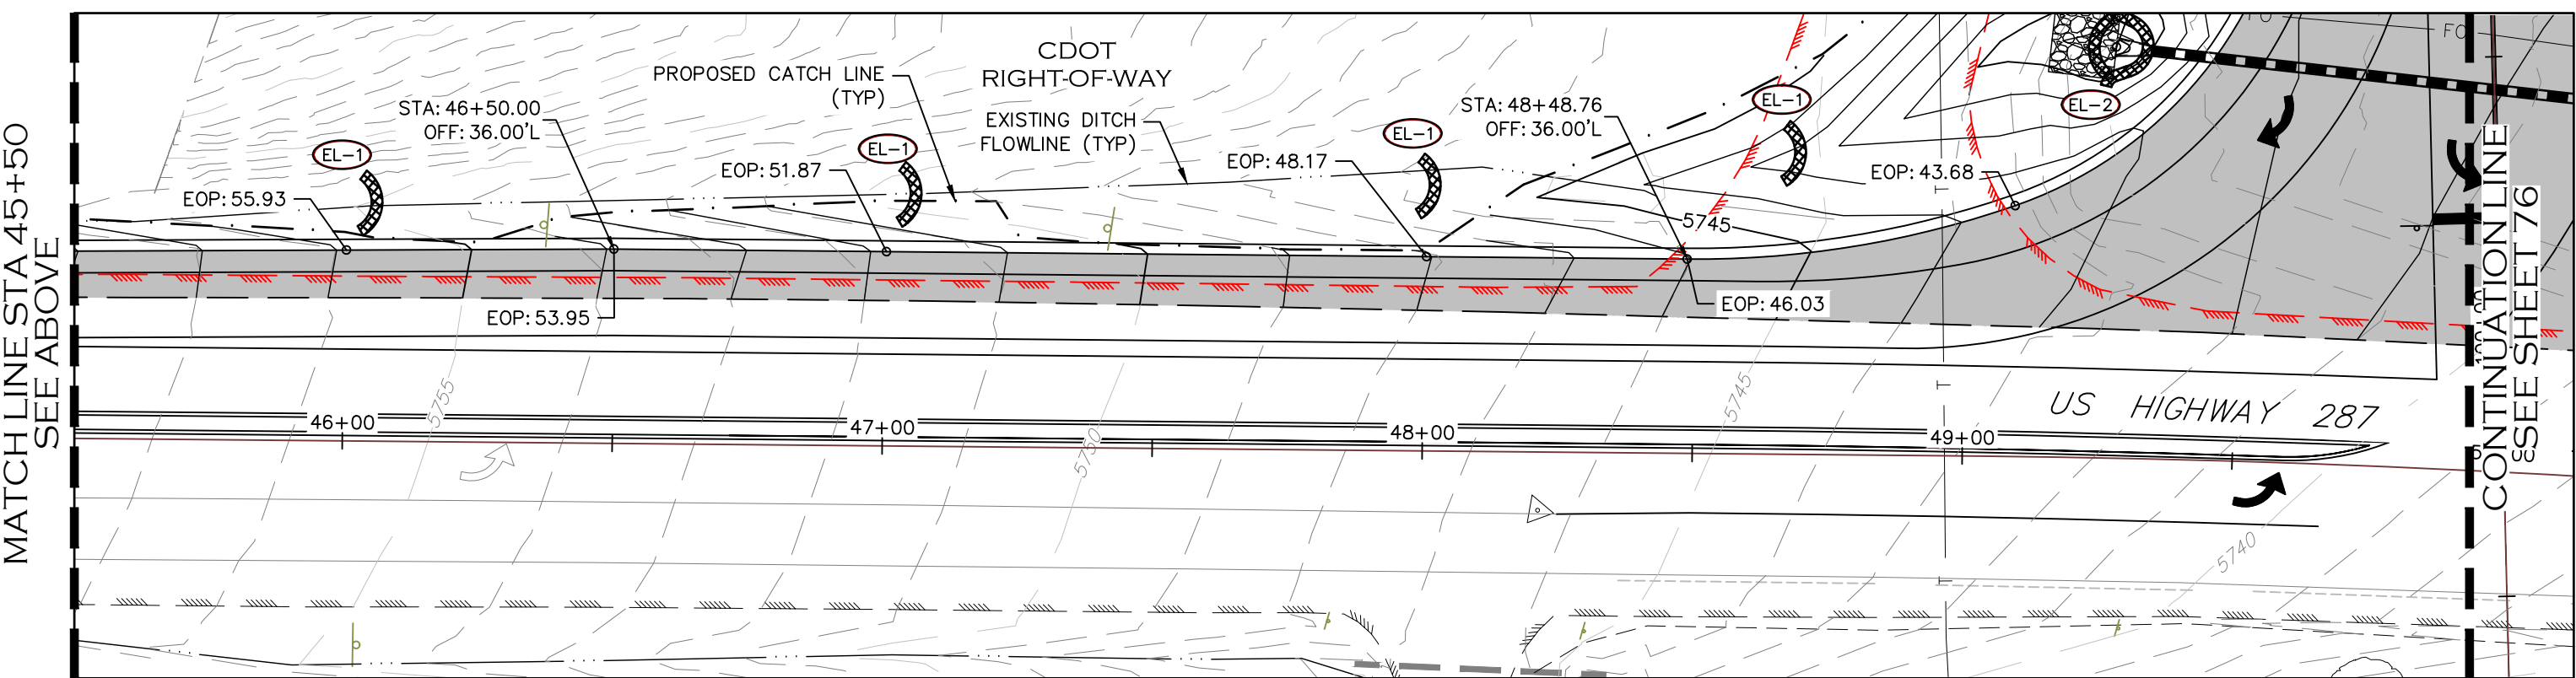 MATCH LINE STA 45+50
SEE ABOVE
CDOT
RIGHT-OF-WAY
PROPOSED CATCH LINE
(TYP)
EXISTING DITCH
FLOWLINE (TYP)
STA: 46+50.00
OFF: 36.00'L
STA: 48+48.76
OFF: 36.00'L
EL-1
EL-1
EL-1
EL-1
EL-2
EOP: 55.93
EOP: 51.87
EOP: 48.17
EOP: 43.68
EOP: 53.95
EOP: 46.03
5745
FO
FO
T
T
T
5755
5750
5745
5740
46+00
47+00
48+00
49+00
US HIGHWAY 287
CONTINUATION LINE
SEE SHEET 76